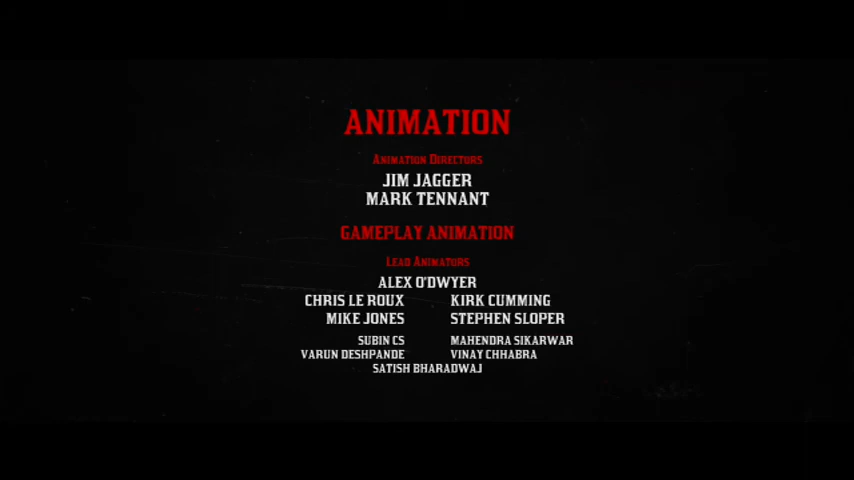 ANIMATION
ANIMATION DIRECTORS
JIM JAGGER
MARK TENNANT
GAMEPLAY ANIMATION
LEAD ANIMATORS
ALEX O'DWYER
CHRIS LE ROUX KIRK CUMMING
MIKE JONES STEPHEN SLOPER
SUBIN CS MAHENDRA SIKARWAR
VARUN DESHPANDE VINAY CHHABRA
SATISH BHARADWAJ